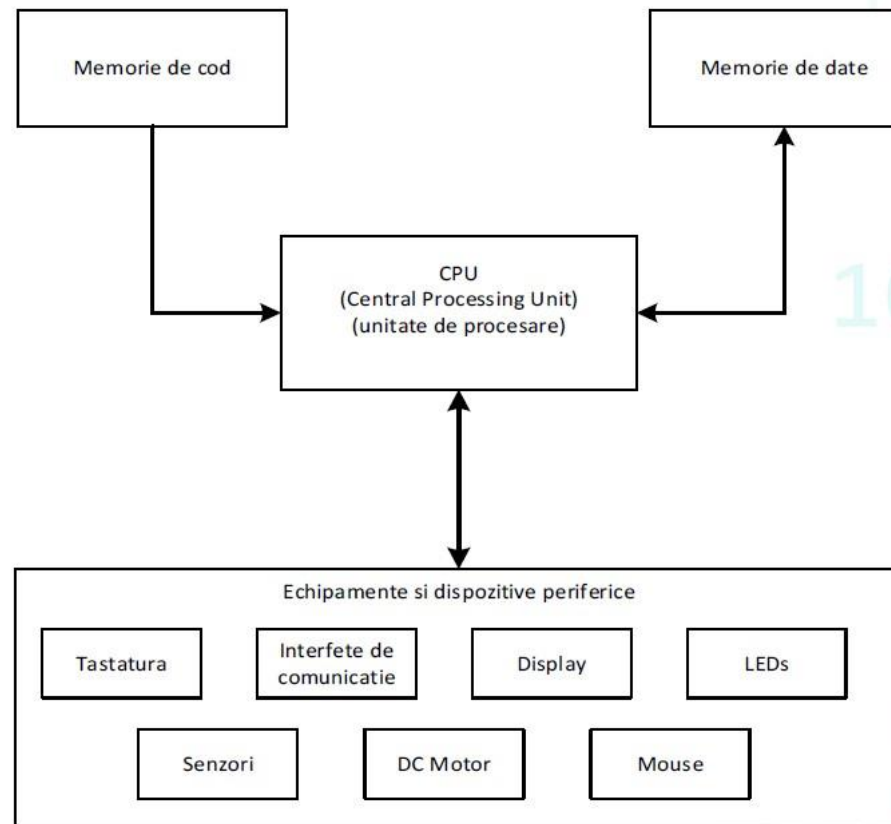 Memorie de cod
Memorie de date
CPU
(Central Processing Unit)
(unitate de procesare)
Echipamente si dispozitive periferice
Tastatura
Interfete de
comunicatie
Display
LEDs
Senzori
DC Motor
Mouse